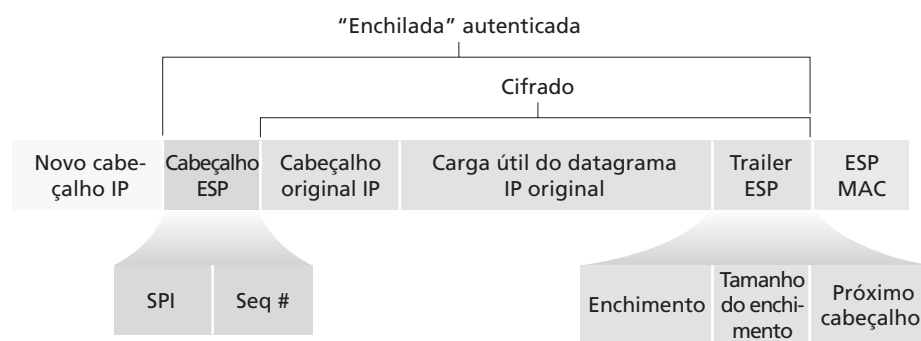 “Enchilada” autenticada
Cifrado
Novo cabe-
çalho IP
Cabeçalho
ESP
Cabeçalho
original IP
Carga útil do datagrama
IP original
Trailer
ESP
ESP
MAC
SPI
Seq #
Enchimento
Tamanho
do enchi-
mento
Próximo
cabeçalho